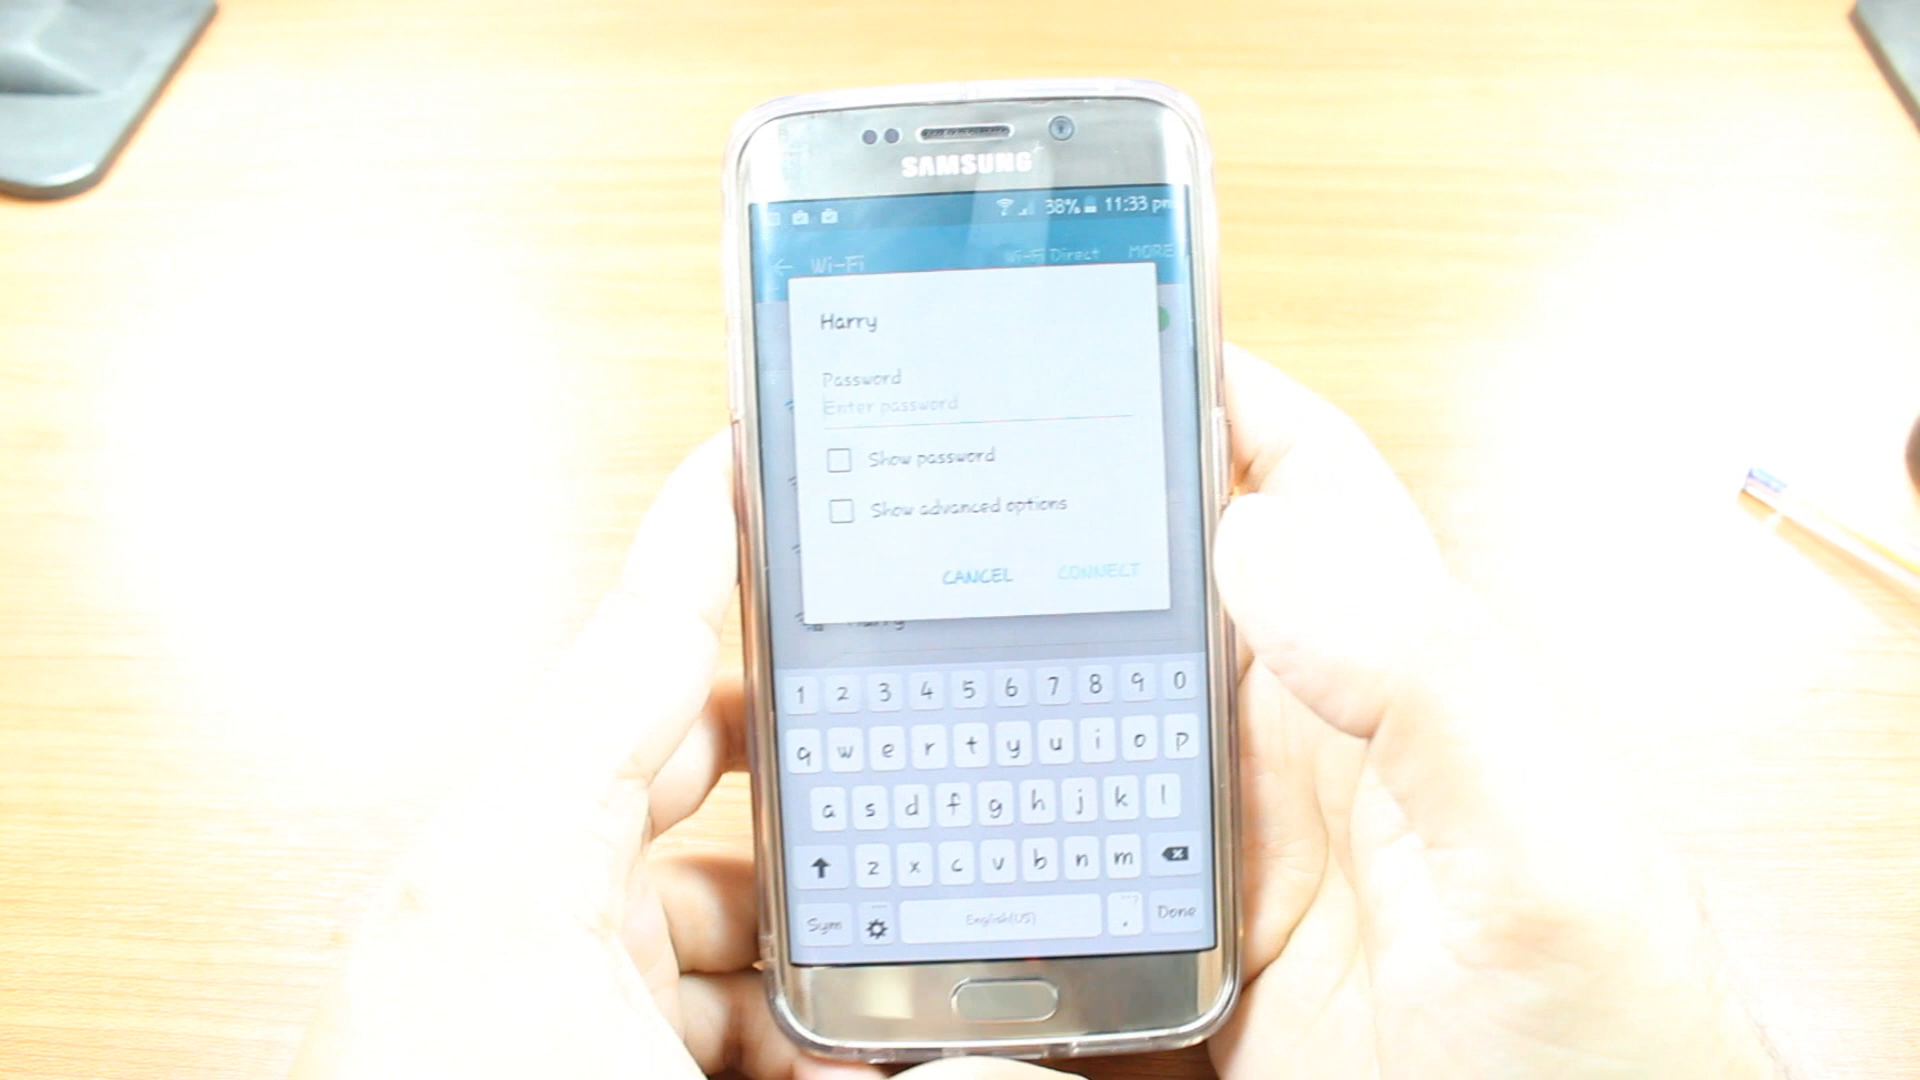 SAMSUNG
38% 11:33 pm
Wi-Fi Wi-Fi Direct MORE
Harry
Password
Enter password
Show password
Show advanced options
CANCEL CONNECT
Harry
1 2 3 4 5 6 7 8 9 0
q w e r t y u i o p
a s d f g h j k l
z x c v b n m
Sym English(US) . Done